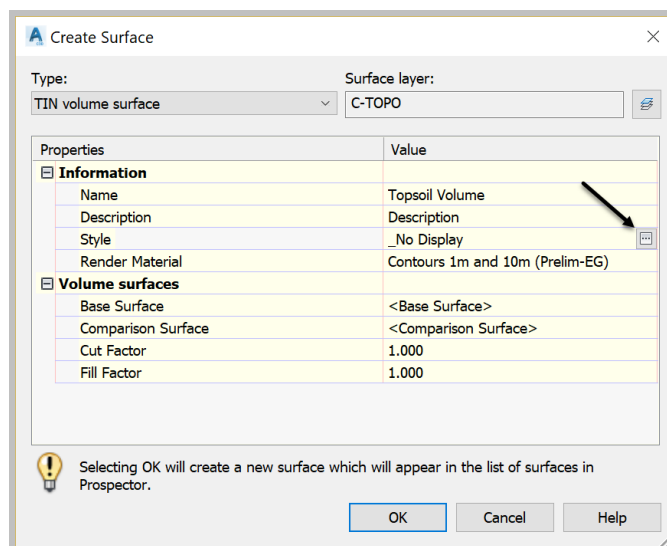 Create Surface
Type:
Surface layer:
TIN volume surface
C-TOPO
Properties Value
Information
Name Topsoil Volume
Description Description
Style _No Display
Render Material Contours 1m and 10m (Prelim-EG)
Volume surfaces
Base Surface <Base Surface>
Comparison Surface <Comparison Surface>
Cut Factor 1.000
Fill Factor 1.000
Selecting OK will create a new surface which will appear in the list of surfaces in
Prospector.
OK Cancel Help